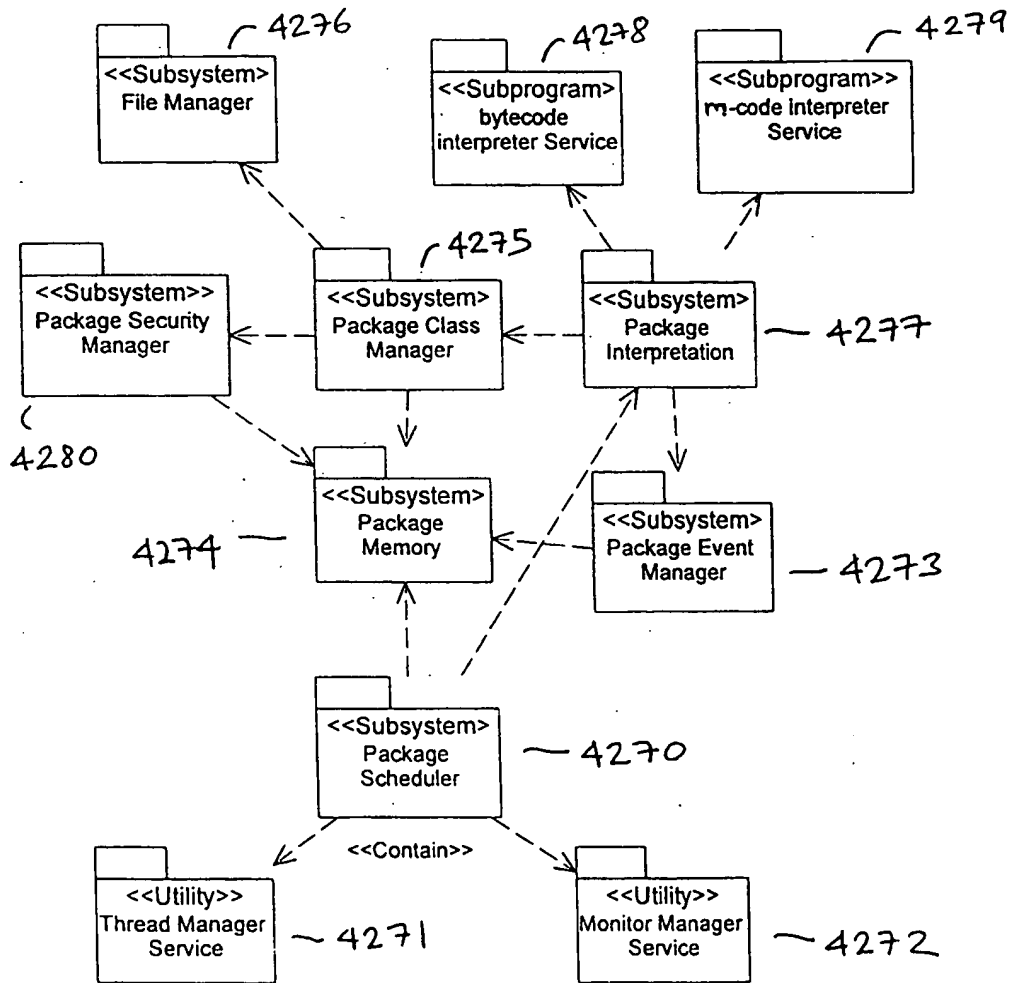 4276
4278
4279
<<Subsystem>
File Manager
<<Subprogram>
bytecode
interpreter Service
<<Subprogram>>
m-code interpreter
Service
4275
<<Subsystem>>
Package Security
Manager
<<Subsystem>
Package Class
Manager
<<Subsystem>
Package
Interpretation
4277
4280
<<Subsystem>
Package
Memory
4274
<<Subsystem>
Package Event
Manager
4273
<<Subsystem>
Package
Scheduler
4270
<<Contain>>
<<Utility>>
Thread Manager
Service
4271
<<Utility>>
Monitor Manager
Service
4272